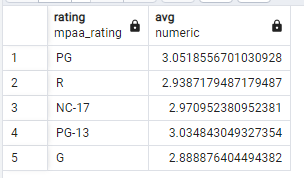 rating avg
mpaa_rating numeric
1 PG 3.0518556701030928
2 R 2.9387179487179487
3 NC-17 2.970952380952381
4 PG-13 3.034843049327354
5 G 2.888876404494382